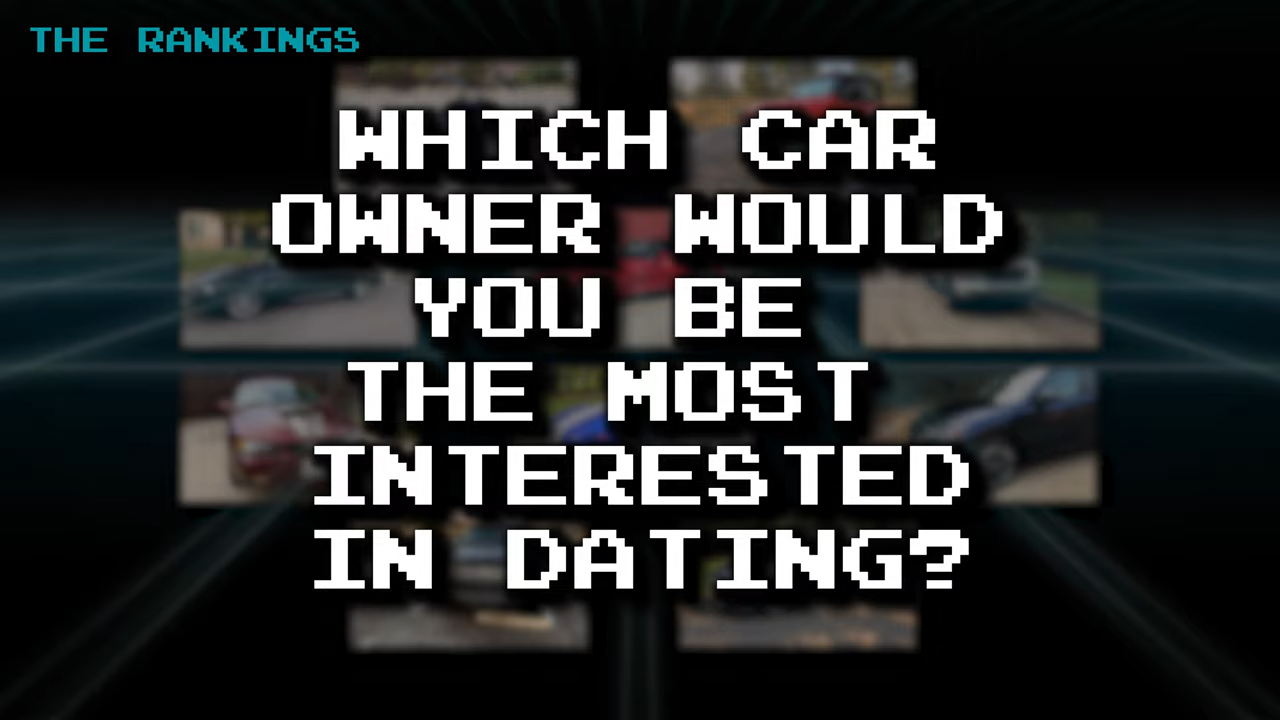 THE RANKINGS
WHICH CAR
OWNER WOULD
YOU BE
THE MOST
INTERESTED
IN DATING?